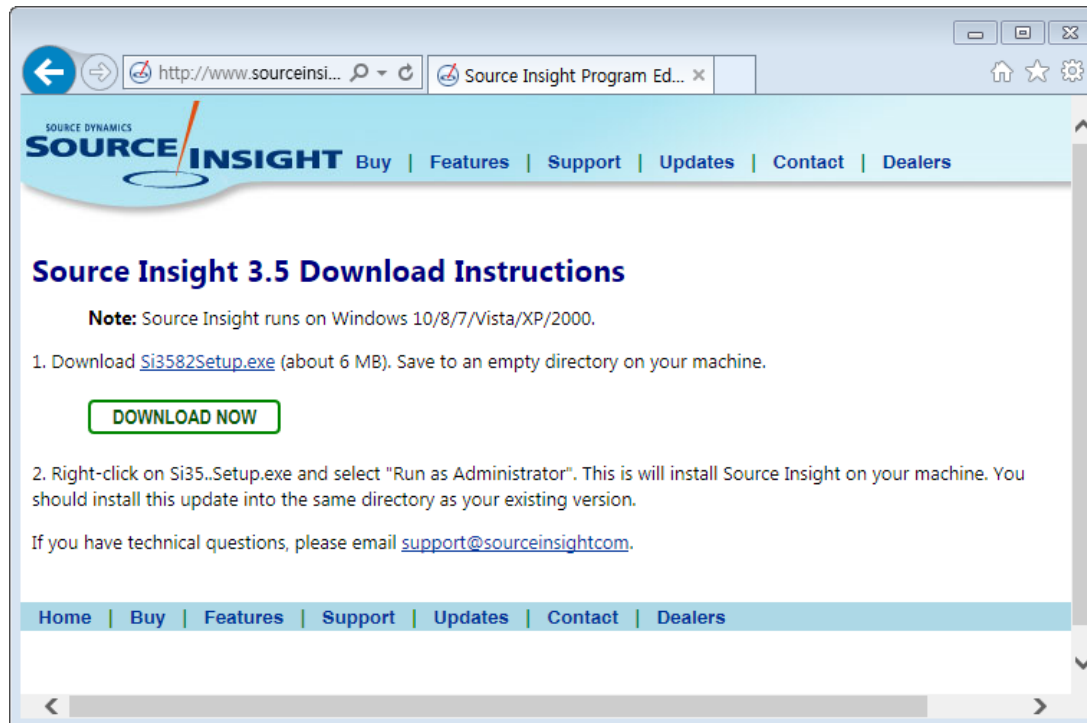 http://www.sourceinsi...
Source Insight Program Ed...
SOURCE DYNAMICS
SOURCE INSIGHT
Buy | Features | Support | Updates | Contact | Dealers
Source Insight 3.5 Download Instructions
Note: Source Insight runs on Windows 10/8/7/Vista/XP/2000.
1. Download Si3582Setup.exe (about 6 MB). Save to an empty directory on your machine.
DOWNLOAD NOW
2. Right-click on Si35..Setup.exe and select "Run as Administrator". This is will install Source Insight on your machine. You
should install this update into the same directory as your existing version.
If you have technical questions, please email support@sourceinsightcom.
Home | Buy | Features | Support | Updates | Contact | Dealers